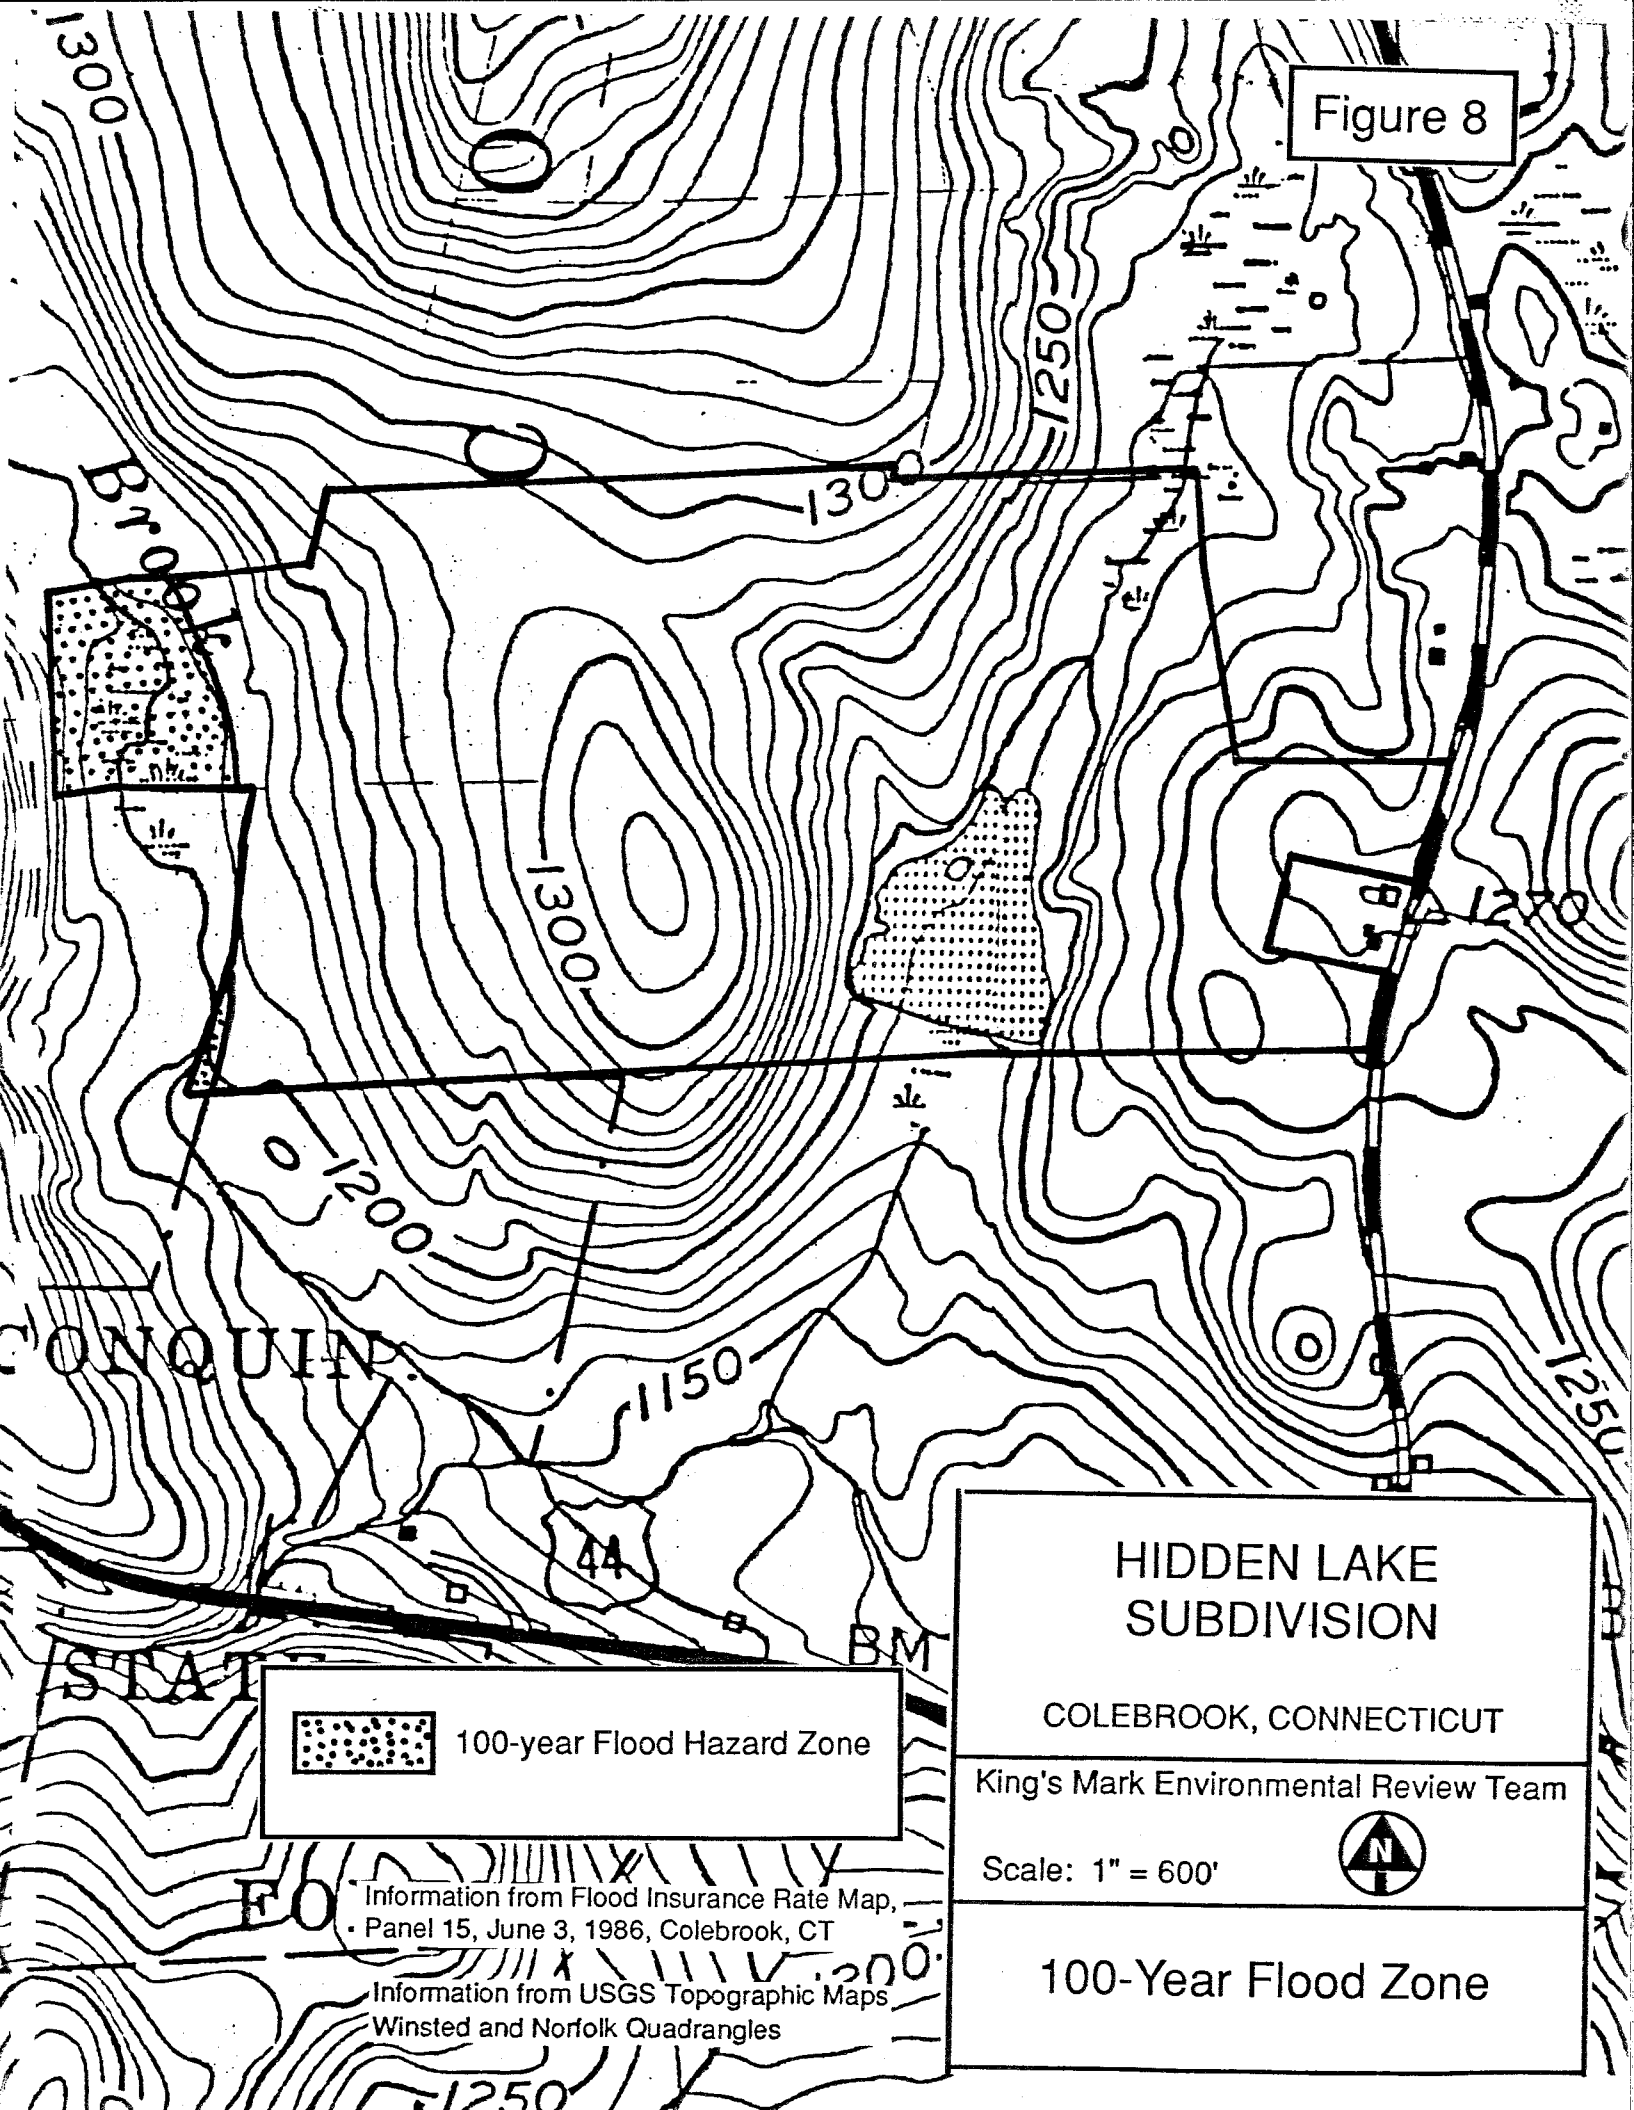 1300
Figure 8
1250
Brook
130
1300
1270
1200
CONQUIN
1150
1250
44
BM
HIDDEN LAKE
SUBDIVISION
COLEBROOK, CONNECTICUT
King's Mark Environmental Review Team
Scale: 1" = 600'
N
100-Year Flood Zone
STAT
100-year Flood Hazard Zone
FO
Information from Flood Insurance Rate Map,
Panel 15, June 3, 1986, Colebrook, CT
Information from USGS Topographic Maps
Winsted and Norfolk Quadrangles
1250